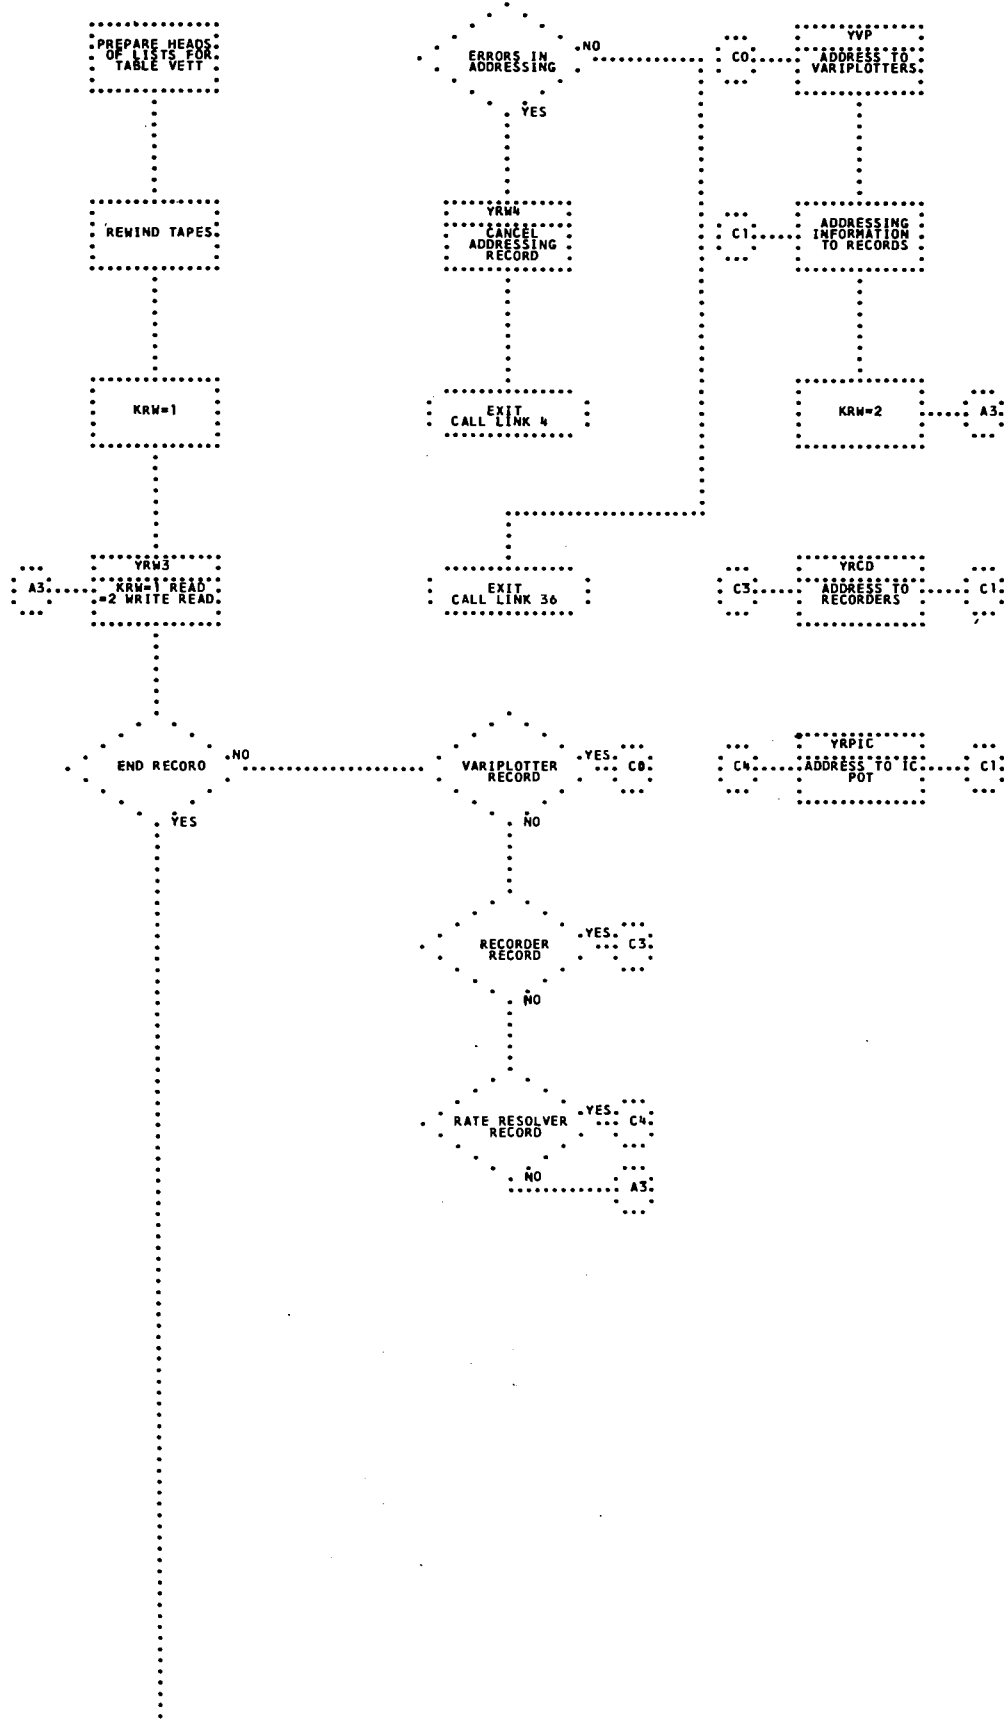 PREPARE HEADS
OF LISTS FOR
TABLE VETT
REWIND TAPES
KRW=1
A3
YRW3
KRW=1 READ
=2 WRITE READ
END RECORD
NO
YES
ERRORS IN
ADDRESSING
NO
YES
YRW4
CANCEL
ADDRESSING
RECORD
EXIT
CALL LINK 4
EXIT
CALL LINK 36
VARIPLOTTER
RECORD
YES
C0
NO
RECORDER
RECORD
YES
C3
NO
RATE RESOLVER
RECORD
YES
C4
NO
A3
C0
YVP
ADDRESS TO
VARIPLOTTERS
C1
ADDRESSING
INFORMATION
TO RECORDS
KRW=2
A3
C3
YRCD
ADDRESS TO
RECORDERS
C1
C4
YRPIC
ADDRESS TO IC
POT
C1